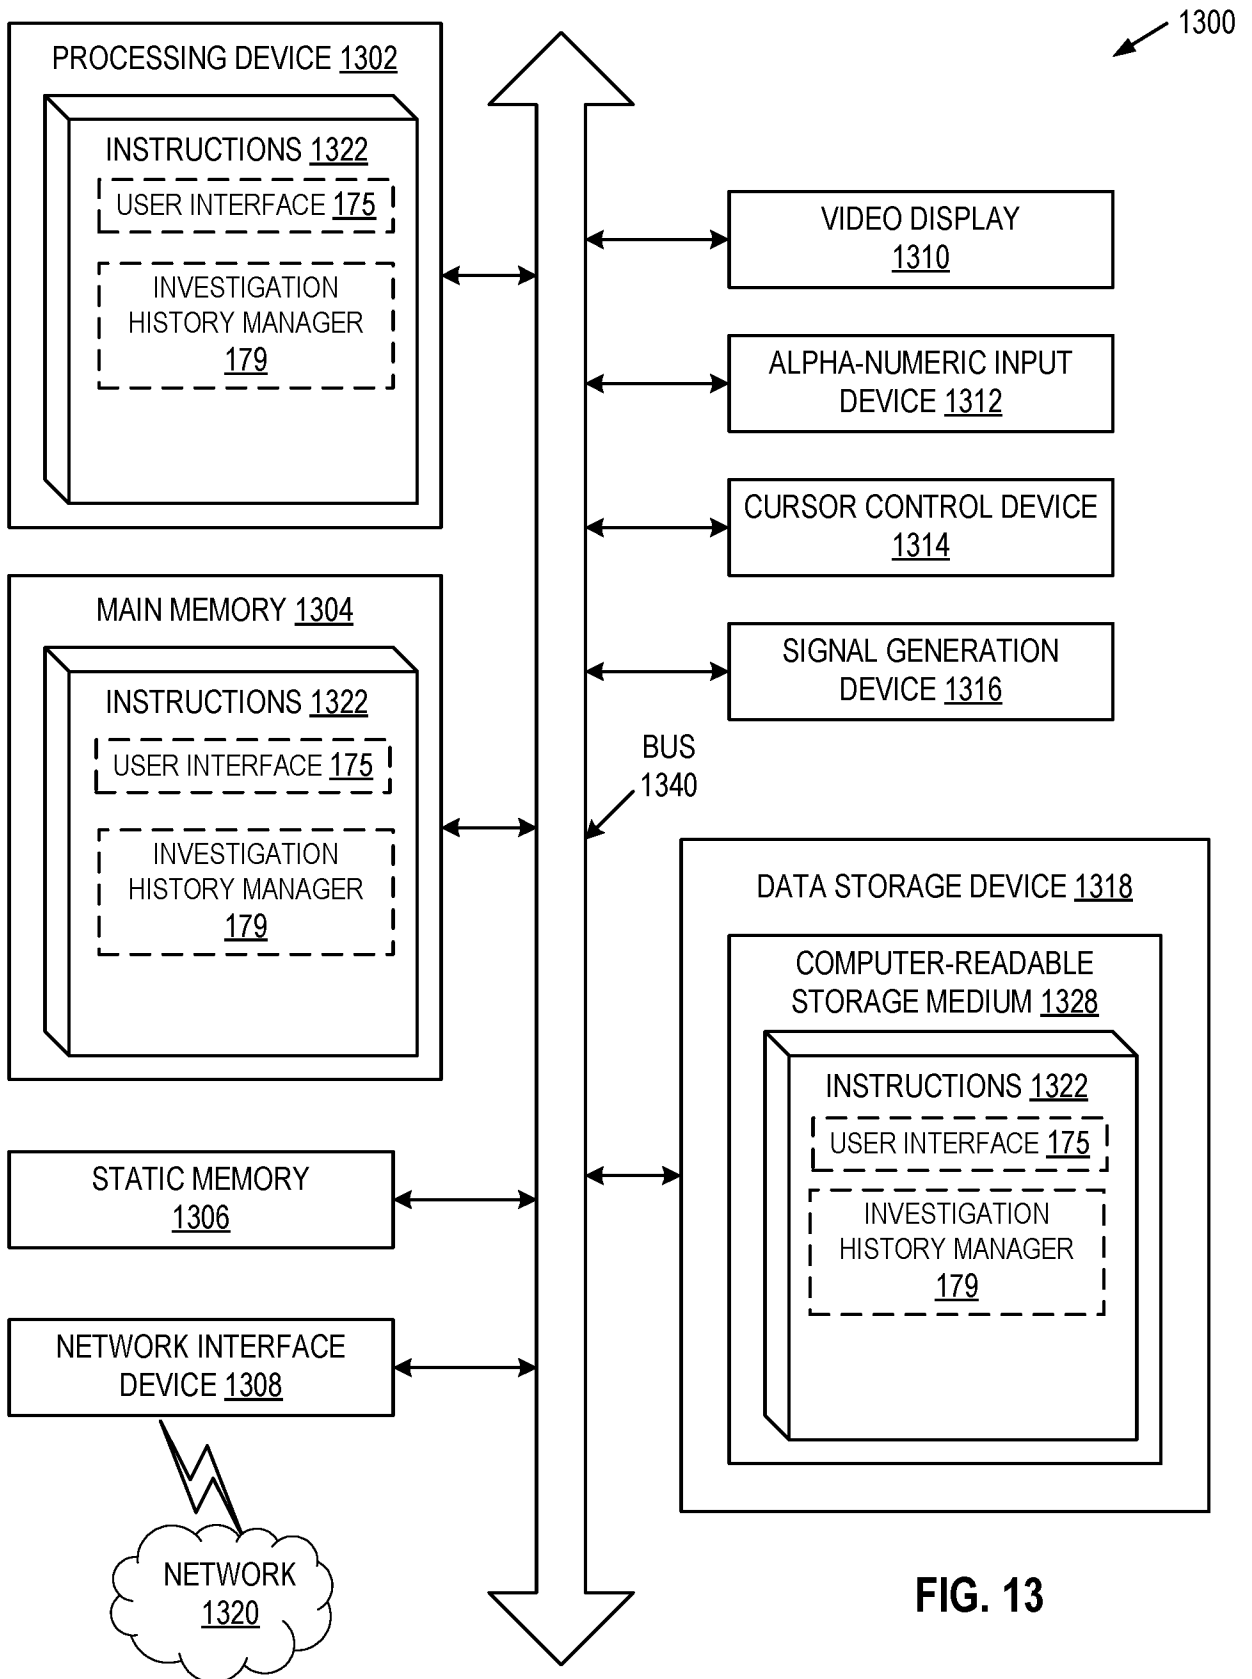 1300
PROCESSING DEVICE 1302
INSTRUCTIONS 1322
USER INTERFACE 175
INVESTIGATION
HISTORY MANAGER
179
VIDEO DISPLAY
1310
ALPHA-NUMERIC INPUT
DEVICE 1312
CURSOR CONTROL DEVICE
1314
MAIN MEMORY 1304
INSTRUCTIONS 1322
USER INTERFACE 175
INVESTIGATION
HISTORY MANAGER
179
SIGNAL GENERATION
DEVICE 1316
BUS
1340
DATA STORAGE DEVICE 1318
COMPUTER-READABLE
STORAGE MEDIUM 1328
INSTRUCTIONS 1322
USER INTERFACE 175
INVESTIGATION
HISTORY MANAGER
179
STATIC MEMORY
1306
NETWORK INTERFACE
DEVICE 1308
NETWORK
1320
FIG. 13